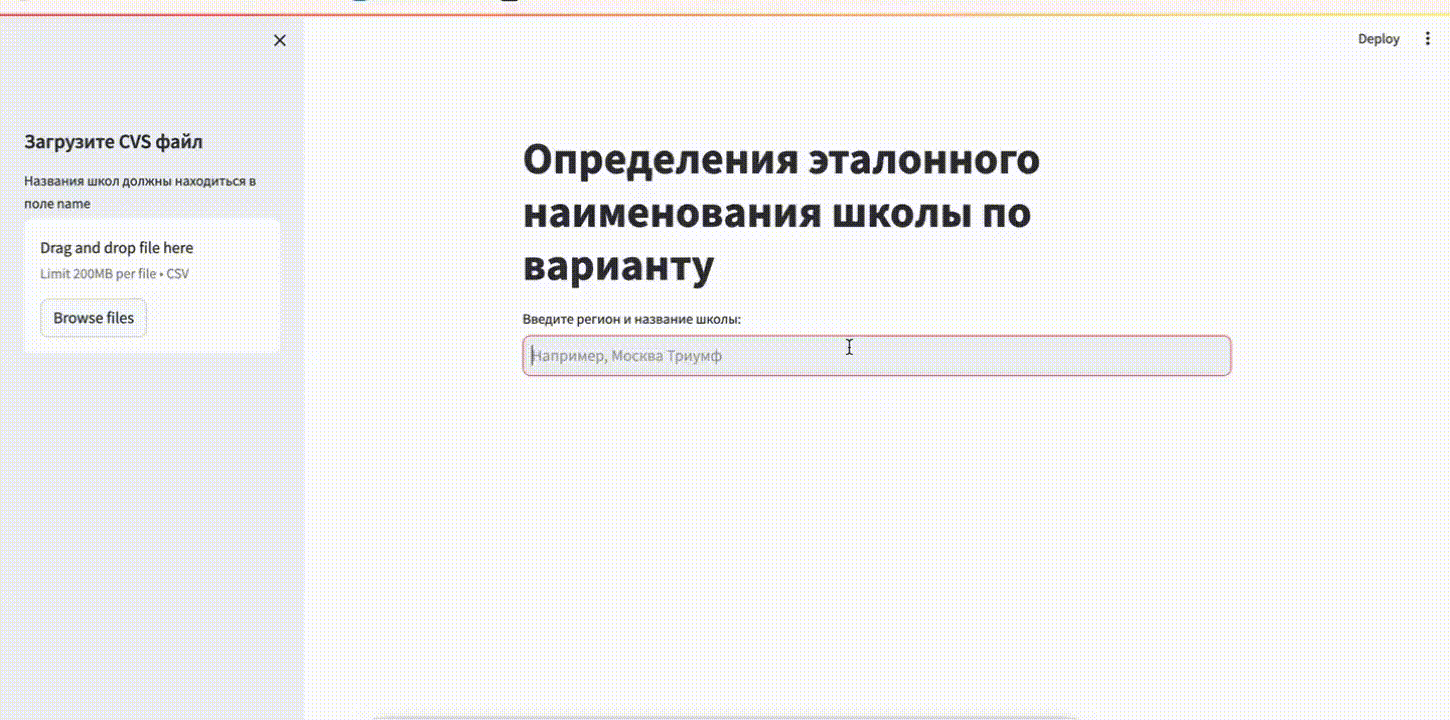 Deploy
Загрузите CVS файл
Названия школ должны находиться в
поле name
Drag and drop file here
Limit 200MB per file • CSV
Browse files
Определения эталонного
наименования школы по
варианту
Введите регион и название школы:
Например, Москва Триумф